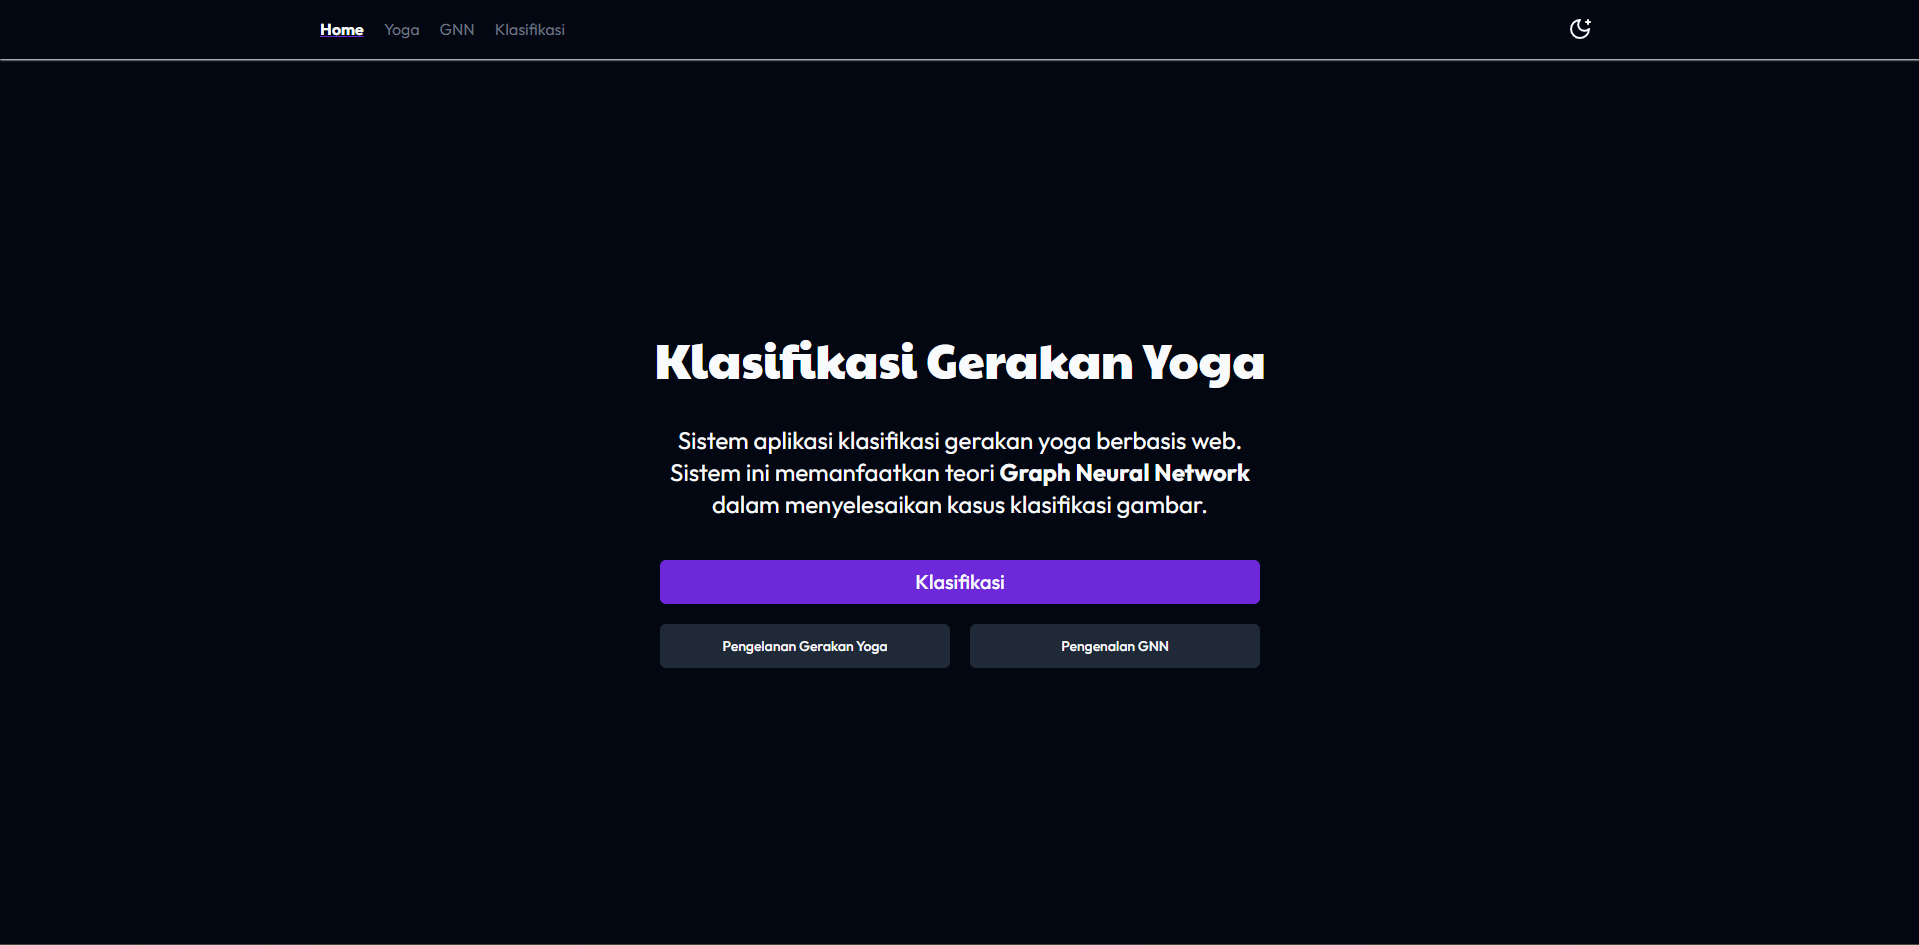 Home Yoga GNN Klasifikasi
Klasifikasi Gerakan Yoga
Sistem aplikasi klasifikasi gerakan yoga berbasis web.
Sistem ini memanfaatkan teori Graph Neural Network
dalam menyelesaikan kasus klasifikasi gambar.
Klasifikasi
Pengelanan Gerakan Yoga
Pengenalan GNN